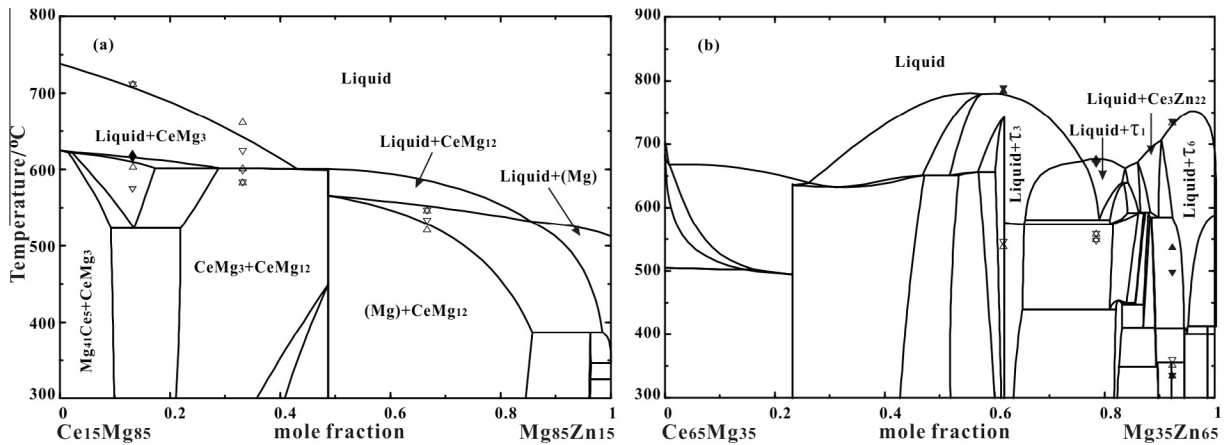 800
700
600
500
400
300
Temperature/ºC
(a)
Liquid
Liquid+CeMg3
Liquid+CeMg12
Liquid+(Mg)
Mg41Ce5+CeMg3
CeMg3+CeMg12
(Mg)+CeMg12
0 0.2 0.4 0.6 0.8 1
Ce15Mg85 mole fraction Mg85Zn15
950
900
800
700
600
500
400
300
(b)
Liquid
Liquid+Ce3Zn22
Liquid+τ1
Liquid+τ3
Liquid+τ6
0 0.2 0.4 0.6 0.8 1
Ce65Mg35 mole fraction Mg35Zn65